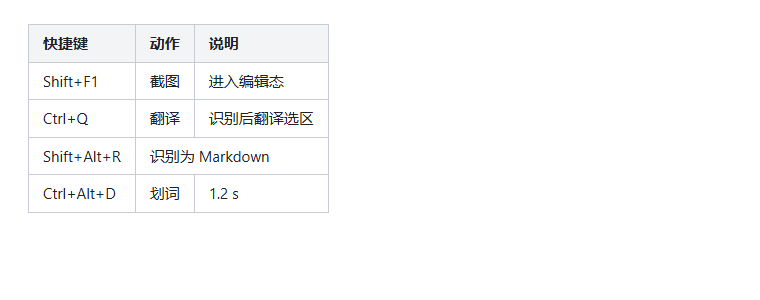 快捷键 动作 说明
Shift+F1 截图 进入编辑态
Ctrl+Q 翻译 识别后翻译选区
Shift+Alt+R 识别为 Markdown
Ctrl+Alt+D 划词 1.2 s